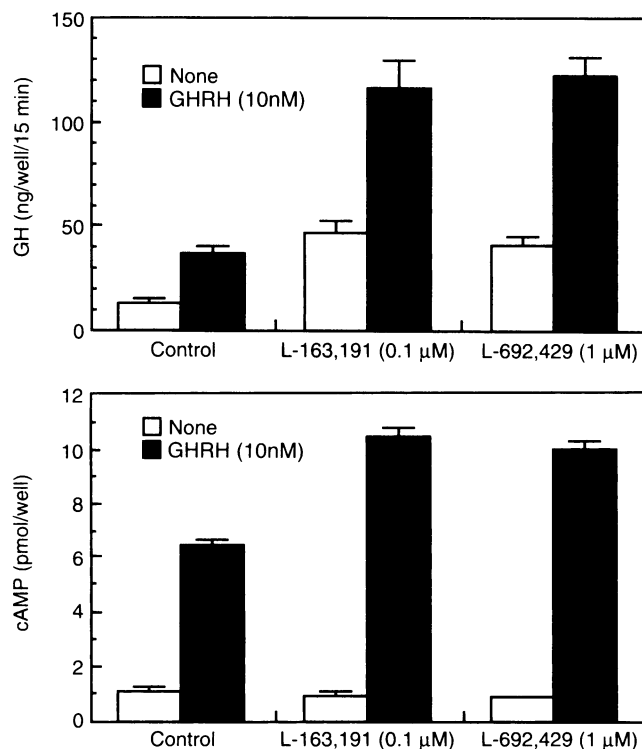 150
None
GHRH (10nM)
100
GH (ng/well/15 min)
50
0
Control L-163,191 (0.1 μM) L-692,429 (1 μM)
12
None
GHRH (10nM)
10
8
cAMP (pmol/well)
6
4
2
0
Control L-163,191 (0.1 μM) L-692,429 (1 μM)